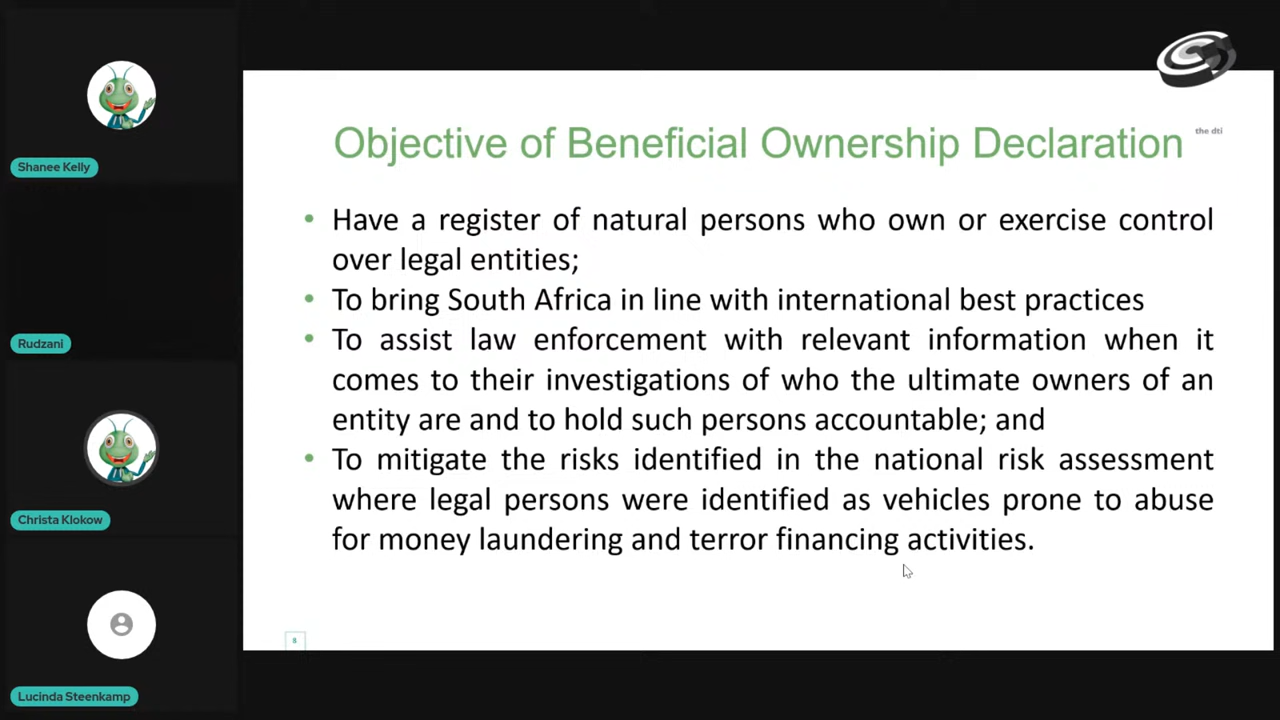 Shanee Kelly
Rudzani
Christa Klokow
Lucinda Steenkamp
the dti
Objective of Beneficial Ownership Declaration
• Have a register of natural persons who own or exercise control
over legal entities;
• To bring South Africa in line with international best practices
• To assist law enforcement with relevant information when it
comes to their investigations of who the ultimate owners of an
entity are and to hold such persons accountable; and
• To mitigate the risks identified in the national risk assessment
where legal persons were identified as vehicles prone to abuse
for money laundering and terror financing activities.